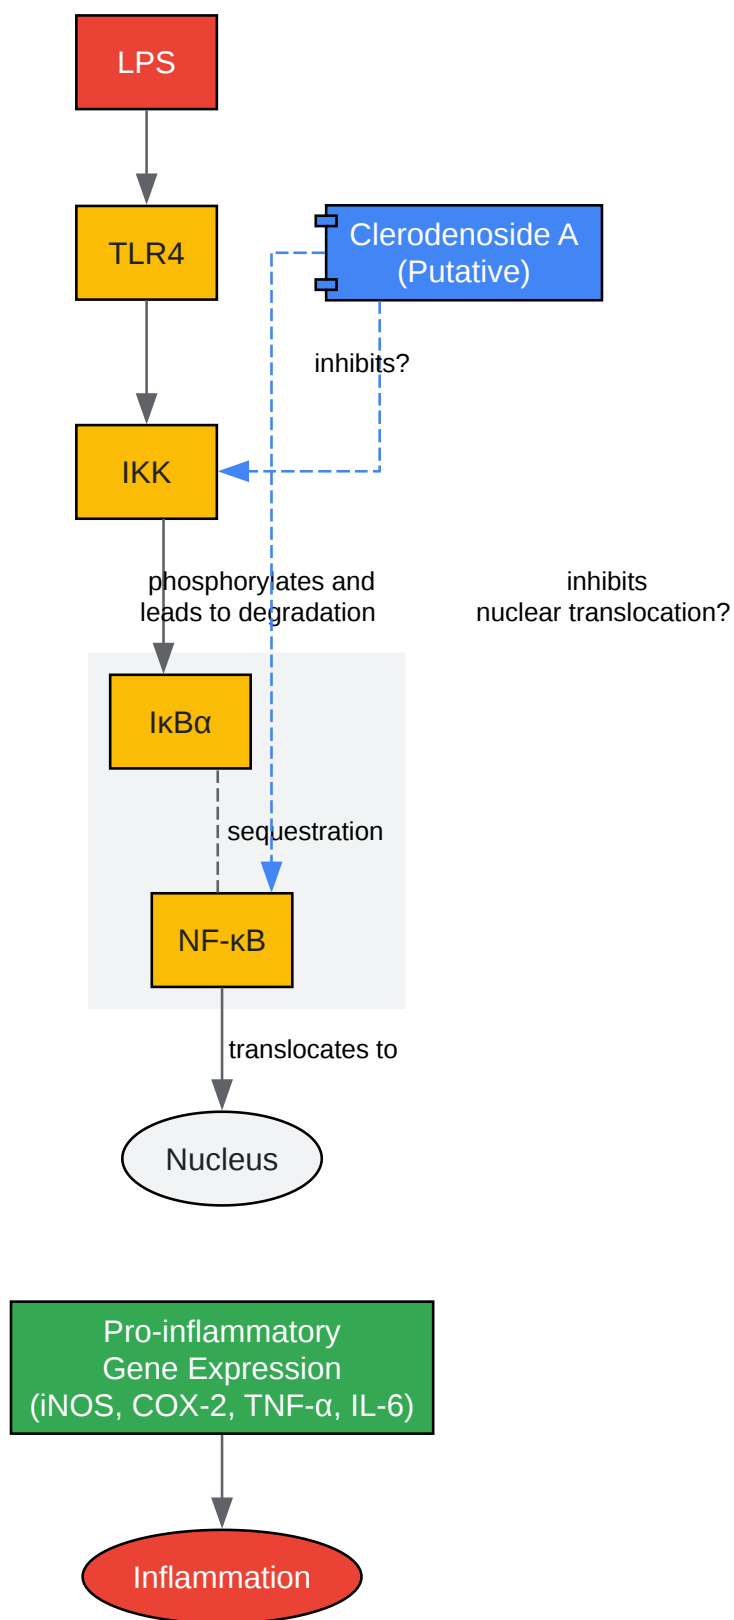 LPS
TLR4
Clerodenoside A
(Putative)
inhibits?
IKK
phosphorylates and
leads to degradation
inhibits
nuclear translocation?
IκBα
sequestration
NF-κB
translocates to
Nucleus
Pro-inflammatory
Gene Expression
(iNOS, COX-2, TNF-α, IL-6)
Inflammation